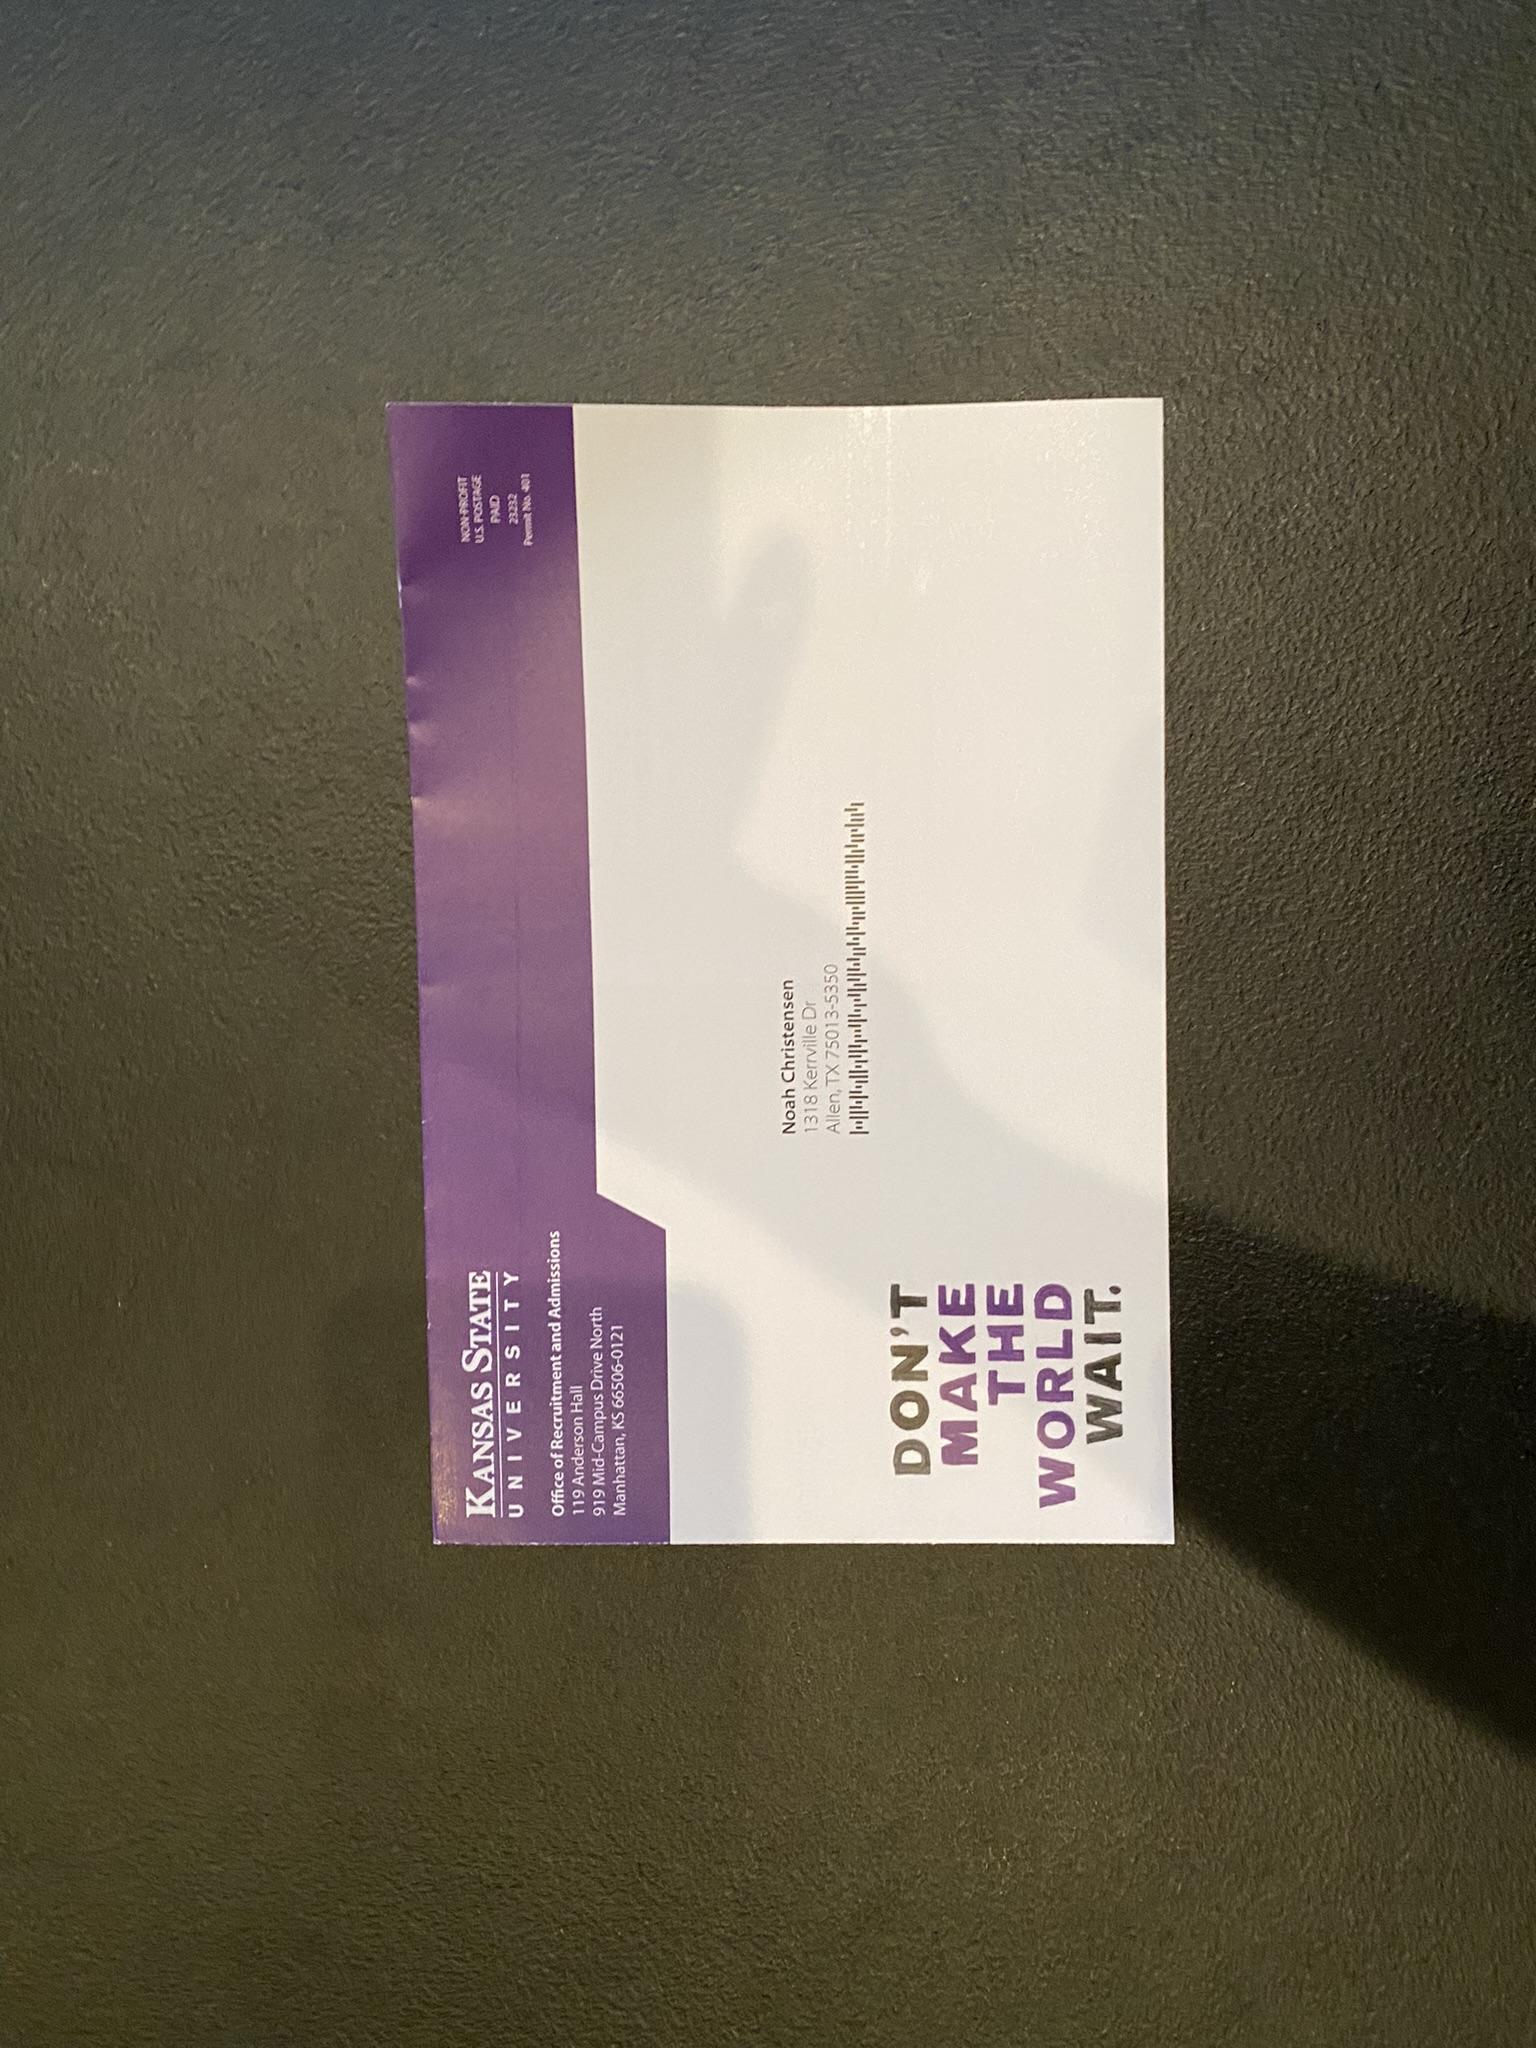 KANSAS STATE
UNIVERSITY
Office of Recruitment and Admissions
119 Anderson Hall
919 Mid-Campus Drive North
Manhattan, KS 66506-0121
NON-PROFIT
U.S. POSTAGE
PAID
23232
Permit No. 401
Noah Christensen
1318 Kerrville Dr
Allen, TX 75013-5350
DON'T
MAKE
THE
WORLD
WAIT.